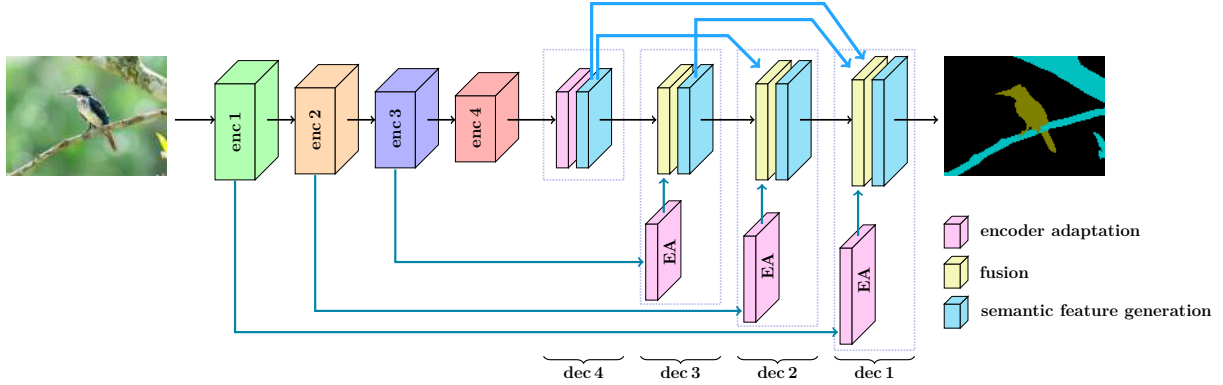 enc 1
enc 2
enc 3
enc 4
EA
EA
EA
encoder adaptation
fusion
semantic feature generation
dec 4
dec 3
dec 2
dec 1